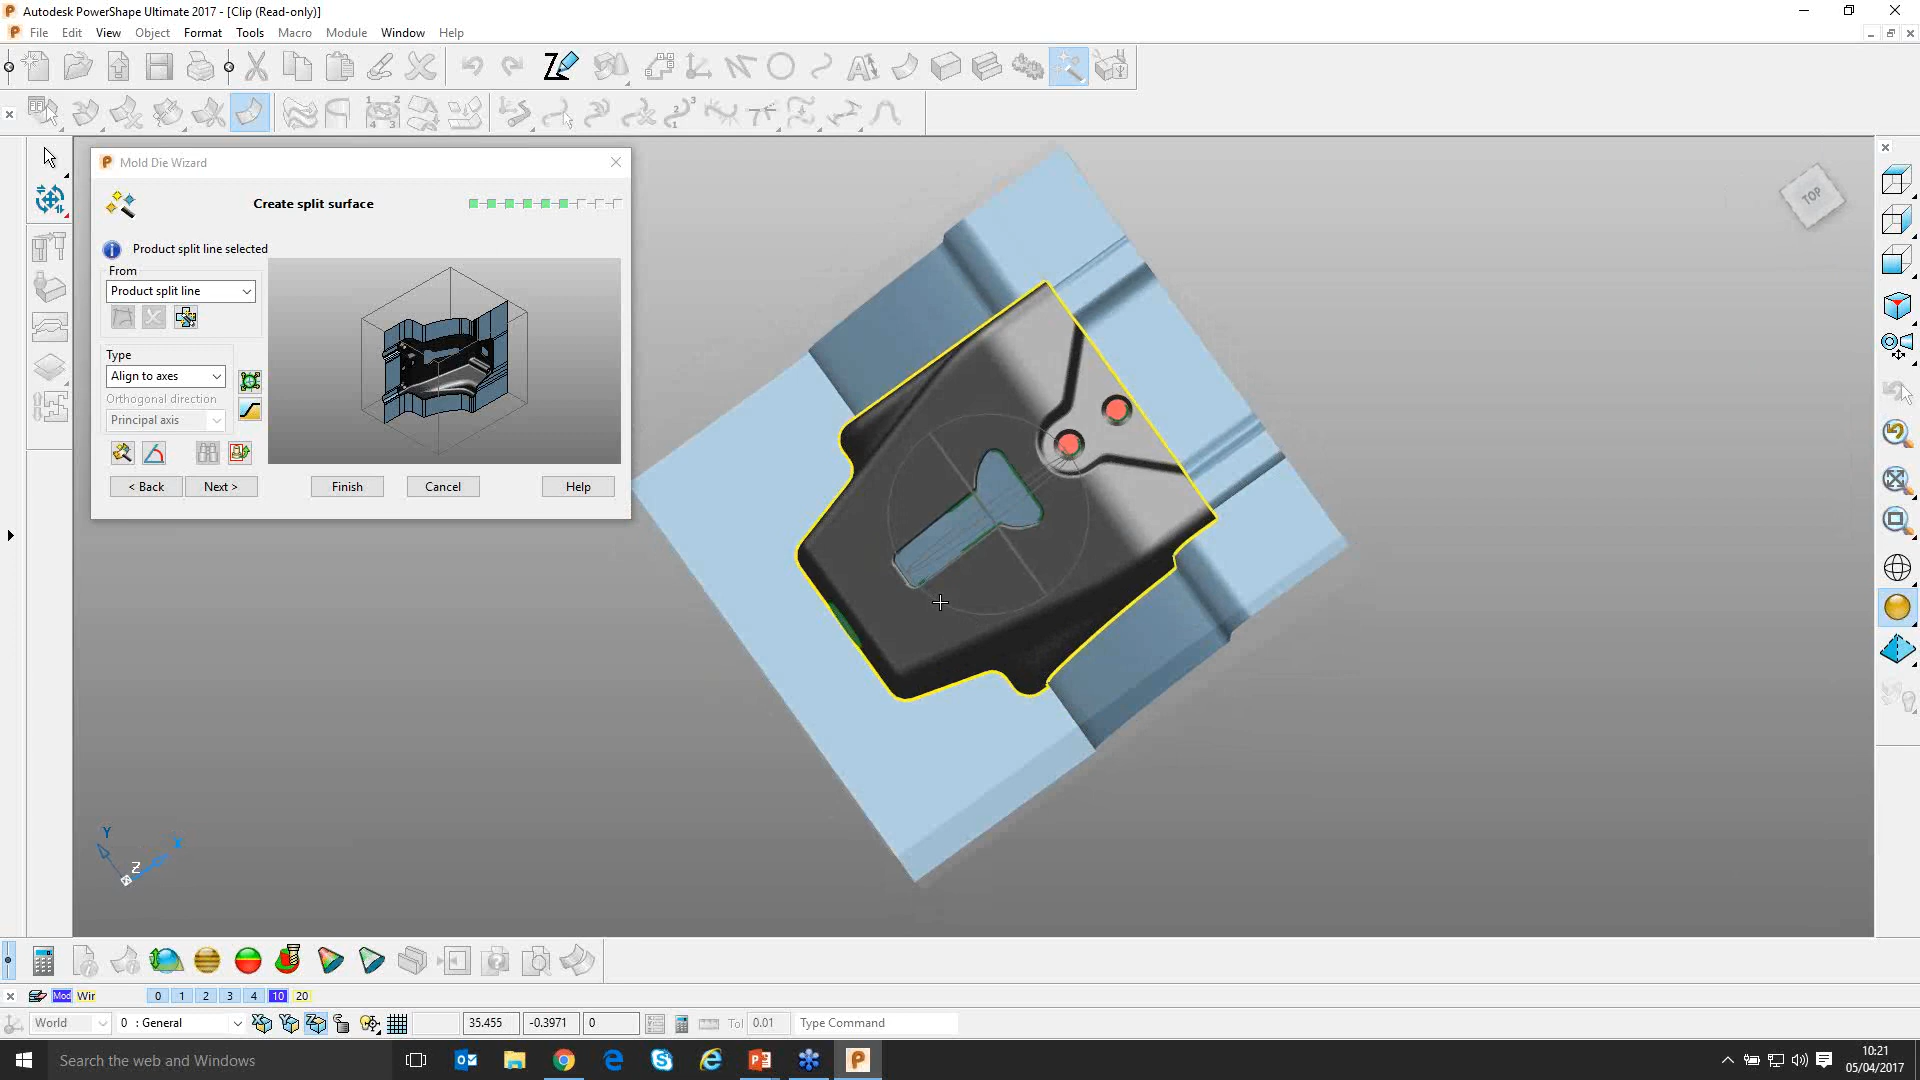 Autodesk PowerShape Ultimate 2017 - [Clip (Read-only)]
File Edit View Object Format Tools Macro Module Window Help
Mold Die Wizard
Create split surface
Product split line selected
From
Product split line
Type
Align to axes
Orthogonal direction
Principal axis
< Back Next > Finish Cancel Help
TOP
Y
X
Z
Mod Wir 0 1 2 3 4 10 20
World 0 : General 35.455 -0.3971 0 Tol 0.01 Type Command
Search the web and Windows
10:21
05/04/2017